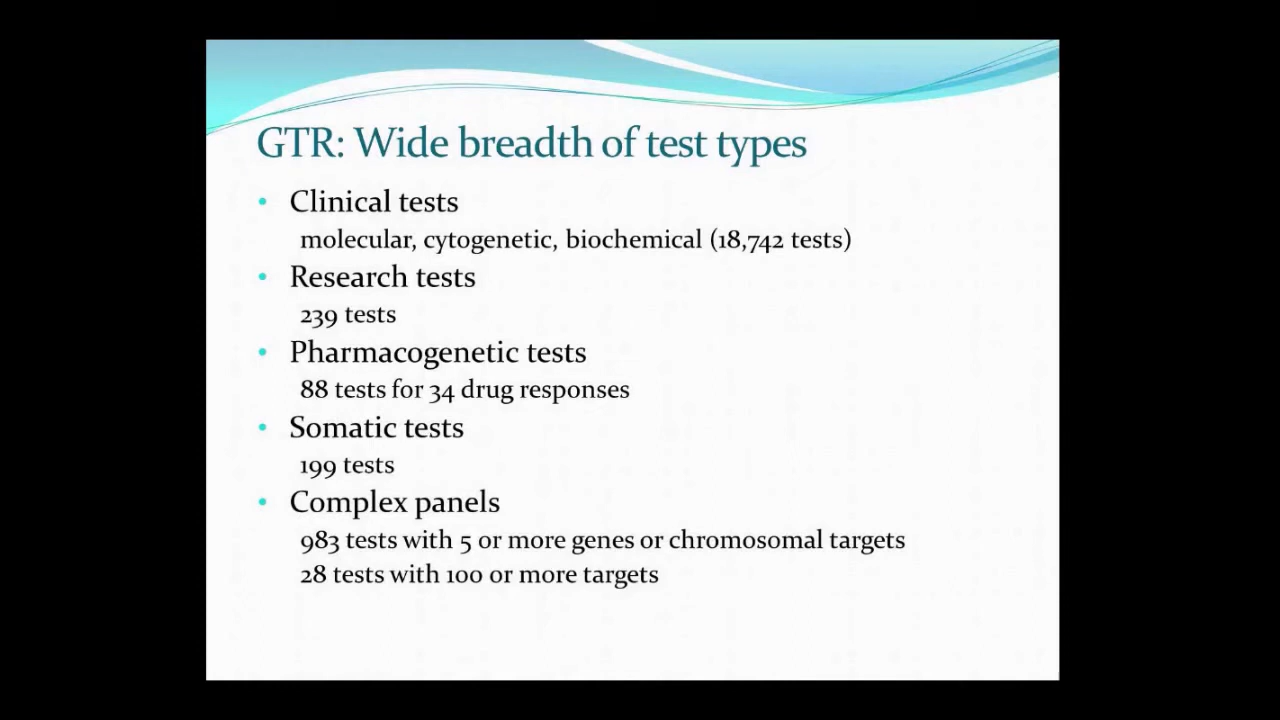 GTR: Wide breadth of test types
• Clinical tests
molecular, cytogenetic, biochemical (18,742 tests)
• Research tests
239 tests
• Pharmacogenetic tests
88 tests for 34 drug responses
• Somatic tests
199 tests
• Complex panels
983 tests with 5 or more genes or chromosomal targets
28 tests with 100 or more targets